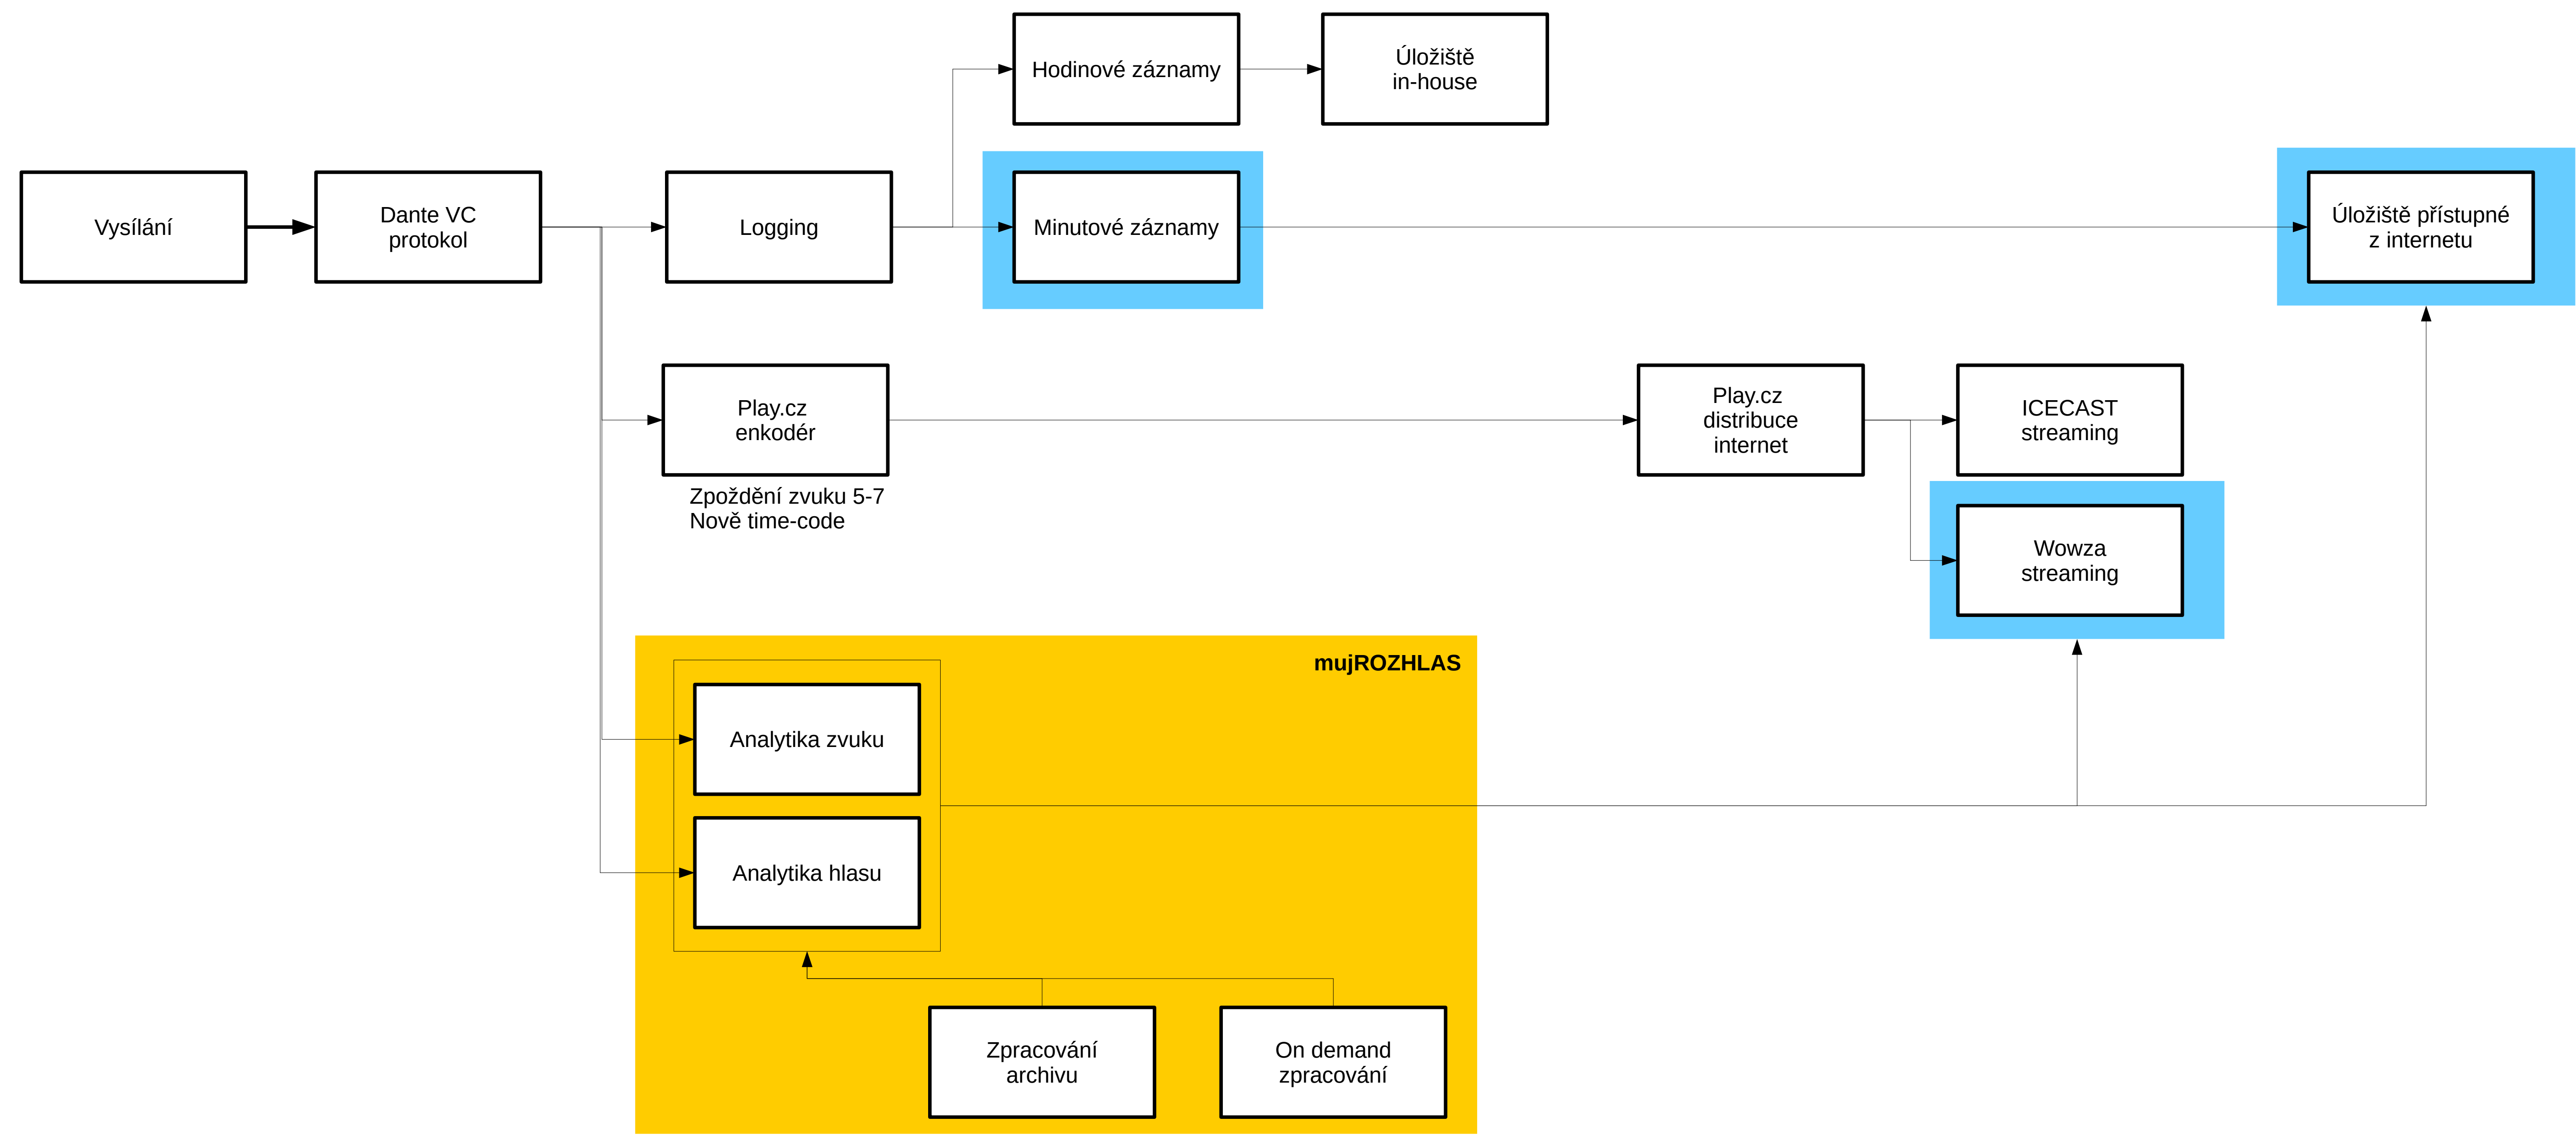 Hodinové záznamy
Úložiště
in-house
Vysílání
Dante VC
protokol
Logging
Minutové záznamy
Úložiště přístupné
z internetu
Play.cz
enkodér
Zpoždění zvuku 5-7
Nově time-code
Play.cz
distribuce
internet
ICECAST
streaming
Wowza
streaming
mujROZHLAS
Analytika zvuku
Analytika hlasu
Zpracování
archivu
On demand
zpracování